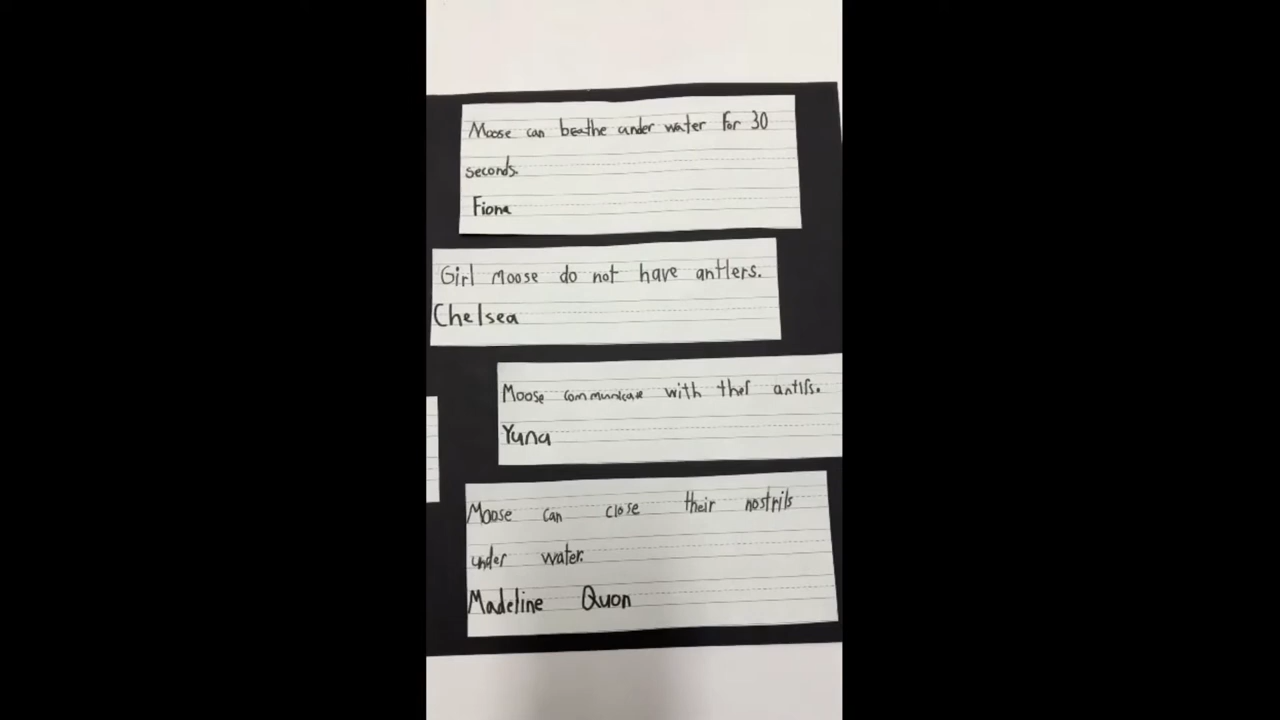 Moose can beathe under water for 30
seconds.
Fiona
Girl moose do not have antlers.
Chelsea
Moose communicate with ther antlrs.
Yuna
Moose can close their nostrils
under water.
Madeline Quon